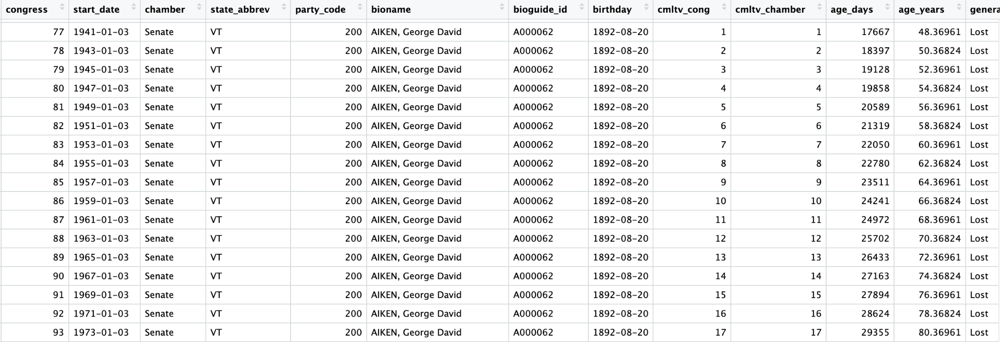 congress start_date chamber state_abbrev party_code bioname bioguide_id birthday cmltv_cong cmltv_chamber age_days age_years genera
77 1941-01-03 Senate VT 200 AIKEN, George David A000062 1892-08-20 1 1 17667 48.36961 Lost
78 1943-01-03 Senate VT 200 AIKEN, George David A000062 1892-08-20 2 2 18397 50.36824 Lost
79 1945-01-03 Senate VT 200 AIKEN, George David A000062 1892-08-20 3 3 19128 52.36961 Lost
80 1947-01-03 Senate VT 200 AIKEN, George David A000062 1892-08-20 4 4 19858 54.36824 Lost
81 1949-01-03 Senate VT 200 AIKEN, George David A000062 1892-08-20 5 5 20589 56.36961 Lost
82 1951-01-03 Senate VT 200 AIKEN, George David A000062 1892-08-20 6 6 21319 58.36824 Lost
83 1953-01-03 Senate VT 200 AIKEN, George David A000062 1892-08-20 7 7 22050 60.36961 Lost
84 1955-01-03 Senate VT 200 AIKEN, George David A000062 1892-08-20 8 8 22780 62.36824 Lost
85 1957-01-03 Senate VT 200 AIKEN, George David A000062 1892-08-20 9 9 23511 64.36961 Lost
86 1959-01-03 Senate VT 200 AIKEN, George David A000062 1892-08-20 10 10 24241 66.36824 Lost
87 1961-01-03 Senate VT 200 AIKEN, George David A000062 1892-08-20 11 11 24972 68.36961 Lost
88 1963-01-03 Senate VT 200 AIKEN, George David A000062 1892-08-20 12 12 25702 70.36824 Lost
89 1965-01-03 Senate VT 200 AIKEN, George David A000062 1892-08-20 13 13 26433 72.36961 Lost
90 1967-01-03 Senate VT 200 AIKEN, George David A000062 1892-08-20 14 14 27163 74.36824 Lost
91 1969-01-03 Senate VT 200 AIKEN, George David A000062 1892-08-20 15 15 27894 76.36961 Lost
92 1971-01-03 Senate VT 200 AIKEN, George David A000062 1892-08-20 16 16 28624 78.36824 Lost
93 1973-01-03 Senate VT 200 AIKEN, George David A000062 1892-08-20 17 17 29355 80.36961 Lost